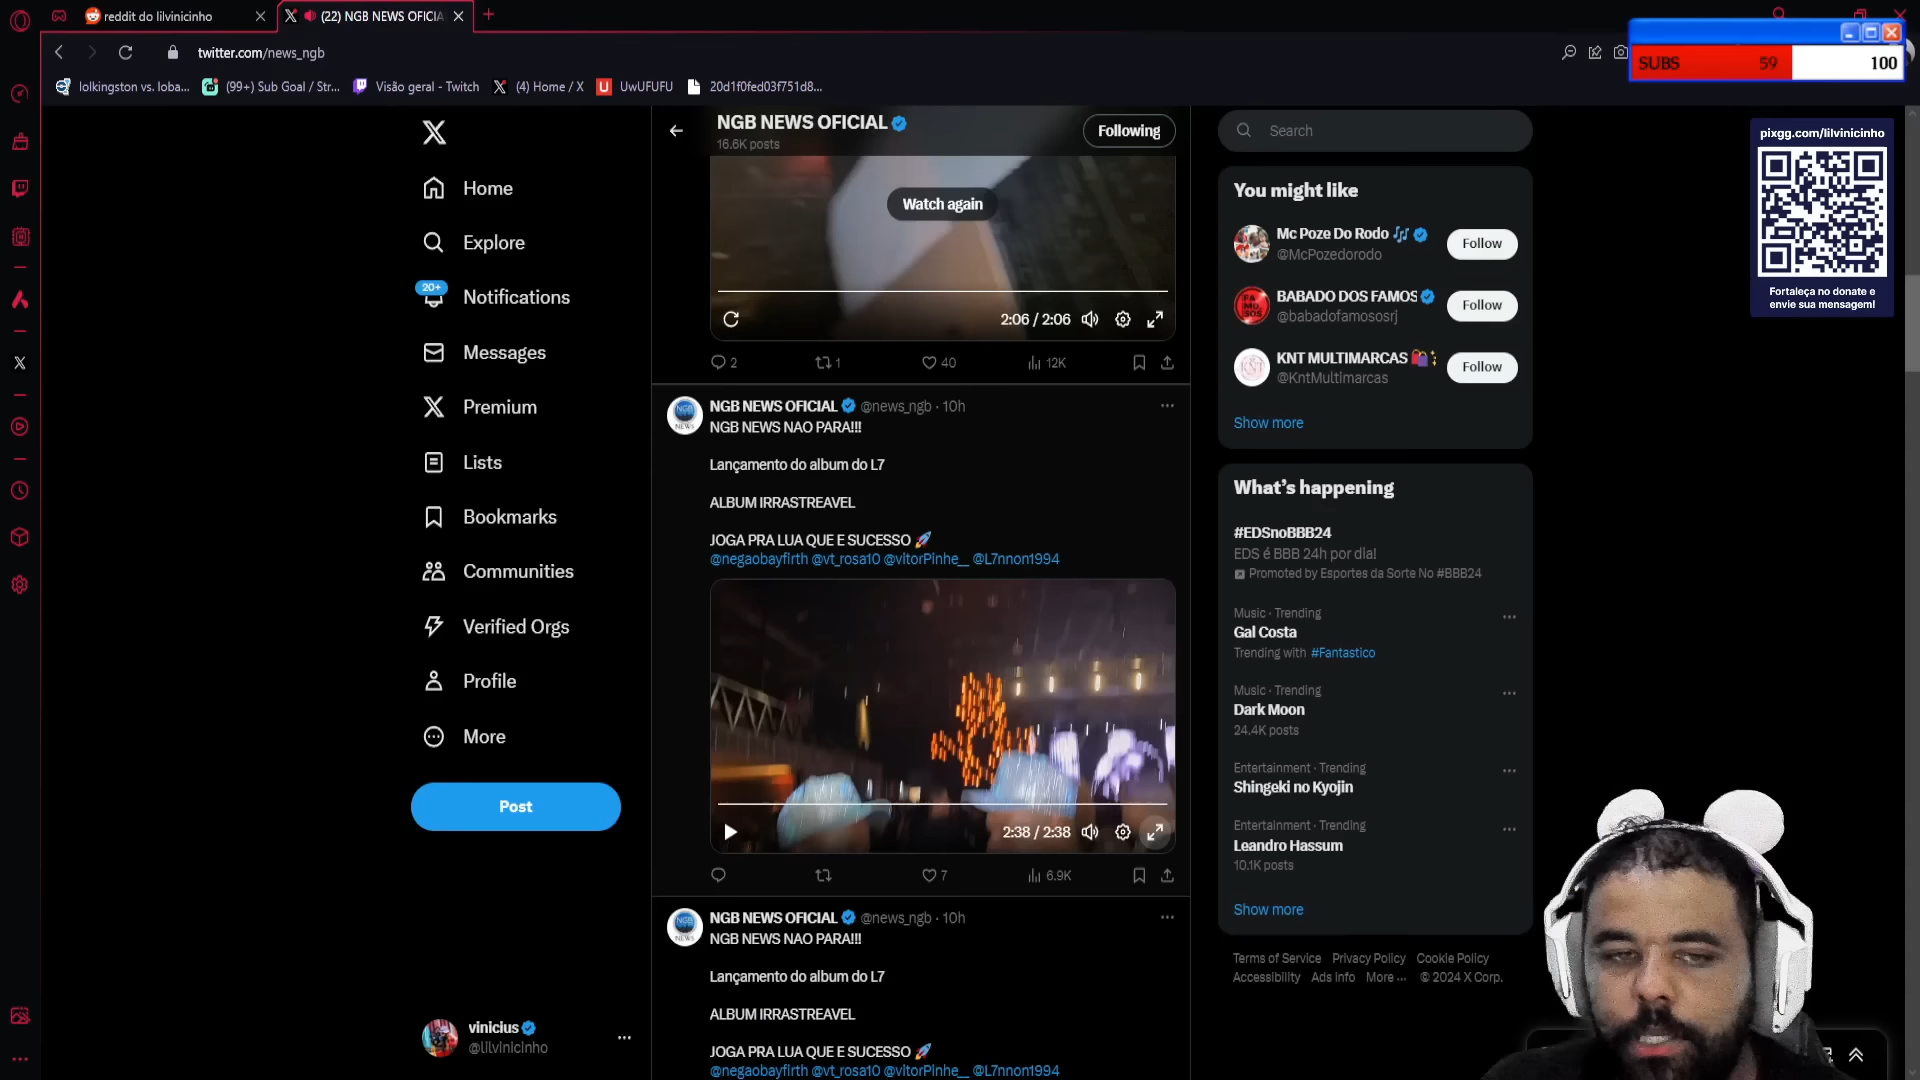 reddit do lilvinicinho
(22) NGB NEWS OFICIA
twitter.com/news_ngb
lolkingston vs. loba...
(99+) Sub Goal / Str...
Visão geral - Twitch
(4) Home / X
UwUFUFU
20d1f0fed03f751d8...
SUBS 59 100
pixgg.com/lilvinicinho
Fortaleça no donate e
envie sua mensagem!
Home
Explore
20+
Notifications
Messages
Premium
Lists
Bookmarks
Communities
Verified Orgs
Profile
More
Post
vinicius
@lilvinicinho
NGB NEWS OFICIAL
16.6K posts
Following
Watch again
2:06 / 2:06
2 1 40 12K
NGB NEWS OFICIAL @news_ngb · 10h
NGB NEWS NAO PARA!!!
Lançamento do album do L7
ALBUM IRRASTREAVEL
JOGA PRA LUA QUE E SUCESSO 🚀
@negaobayfirth @vt_rosa10 @vitorPinhe__ @L7nnon1994
2:38 / 2:38
7 6.9K
NGB NEWS OFICIAL @news_ngb · 10h
NGB NEWS NAO PARA!!!
Lançamento do album do L7
ALBUM IRRASTREAVEL
JOGA PRA LUA QUE E SUCESSO 🚀
@negaobayfirth @vt_rosa10 @vitorPinhe__ @L7nnon1994
Search
You might like
Mc Poze Do Rodo 🎶
@McPozedorodo
Follow
BABADO DOS FAMOS
@babadofamososrj
Follow
KNT MULTIMARCAS 🛍️✨
@KntMultimarcas
Follow
Show more
What's happening
#EDSnoBBB24
EDS é BBB 24h por dia!
Promoted by Esportes da Sorte No #BBB24
Music · Trending
Gal Costa
Trending with #Fantastico
Music · Trending
Dark Moon
24.4K posts
Entertainment · Trending
Shingeki no Kyojin
Entertainment · Trending
Leandro Hassum
10.1K posts
Show more
Terms of Service Privacy Policy Cookie Policy
Accessibility Ads info More ··· © 2024 X Corp.